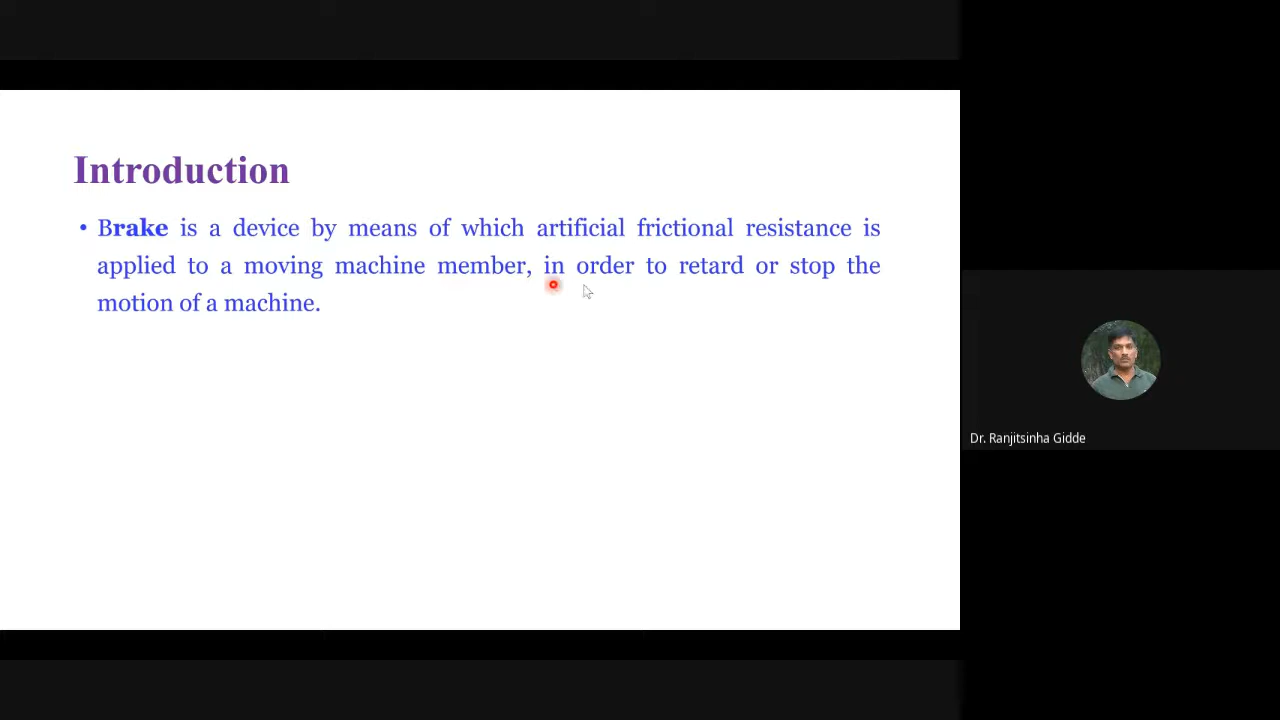 Introduction
• Brake is a device by means of which artificial frictional resistance is
applied to a moving machine member, in order to retard or stop the
motion of a machine.
Dr. Ranjitsinha Gidde